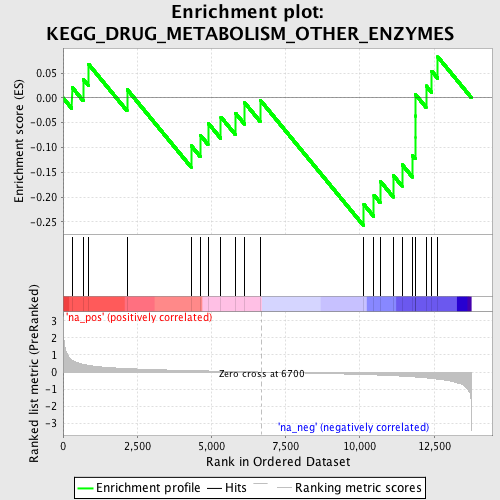 Enrichment plot:
KEGG_DRUG_METABOLISM_OTHER_ENZYMES
Enrichment score (ES)
0.05
0.00
-0.05
-0.10
-0.15
-0.20
-0.25
Ranked list metric (PreRanked)
3
2
1
0
-1
-2
-3
'na_pos' (positively correlated)
Zero cross at 6700
'na_neg' (negatively correlated)
0 2,500 5,000 7,500 10,000 12,500
Rank in Ordered Dataset
Enrichment profile Hits Ranking metric scores